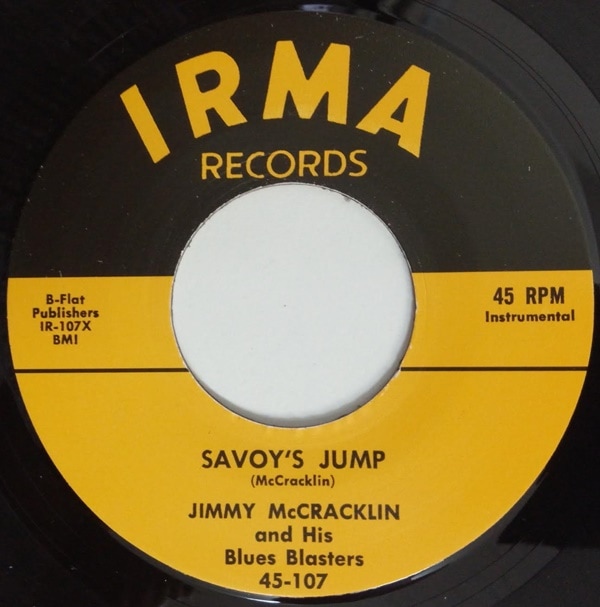 IRMA
RECORDS
B-Flat
Publishers
IR-107X
BMI
45 RPM
Instrumental
SAVOY'S JUMP
(McCracklin)
JIMMY McCRACKLIN
and His
Blues Blasters
45-107